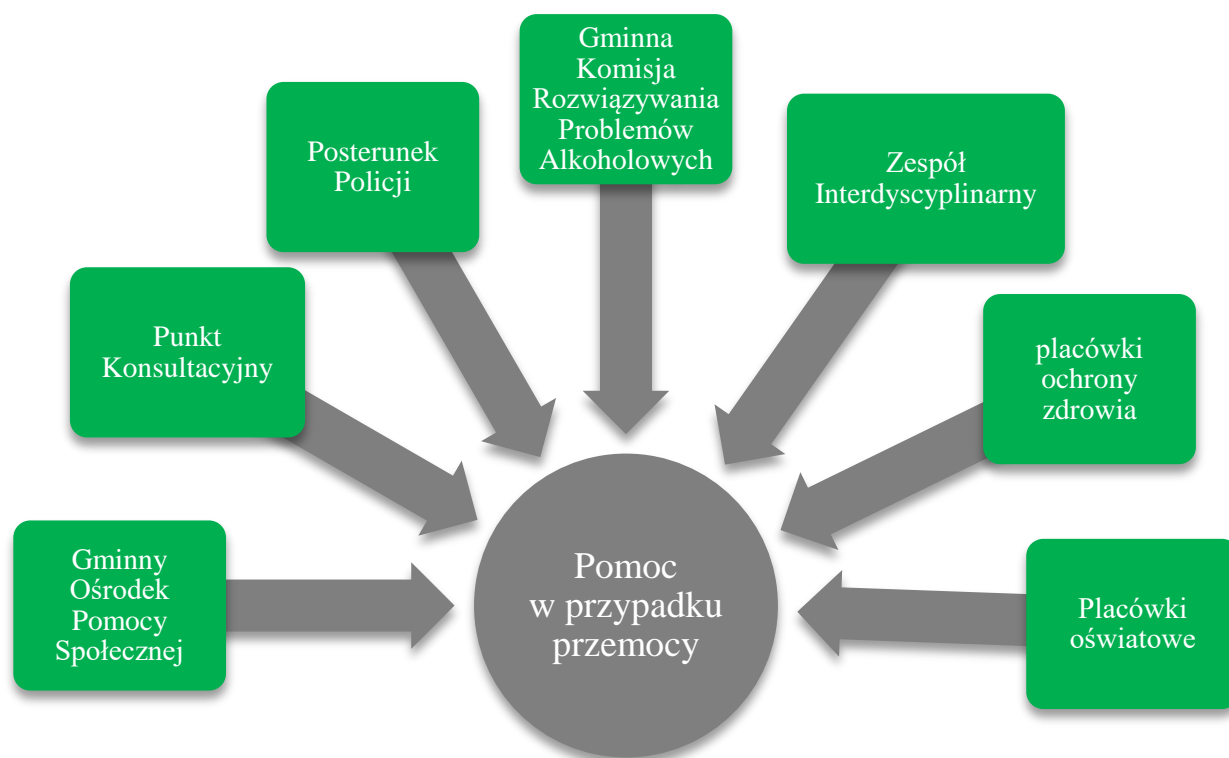 Gminna
Komisja
Rozwiązywania
Problemów
Alkoholowych
Posterunek
Policji
Zespół
Interdyscyplinarny
Punkt
Konsultacyjny
placówki
ochrony
zdrowia
Gminny
Ośrodek
Pomocy
Społecznej
Pomoc
w przypadku
przemocy
Placówki
oświatowe